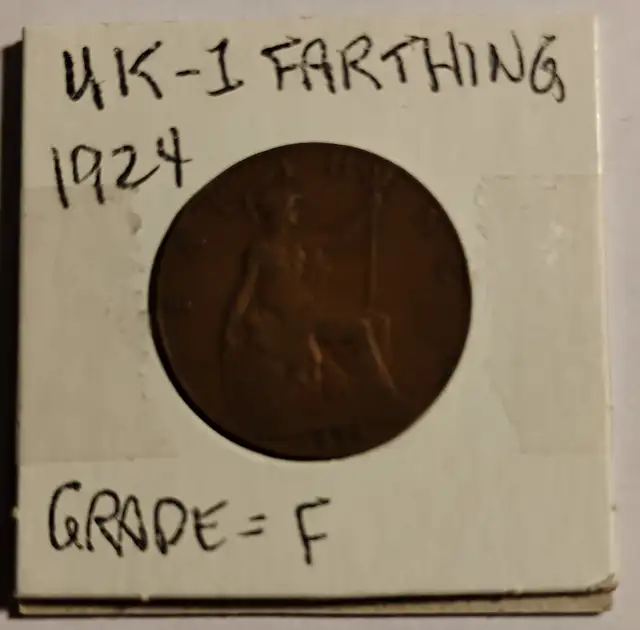 UK-1 FARTHING
1924
GRADE = F